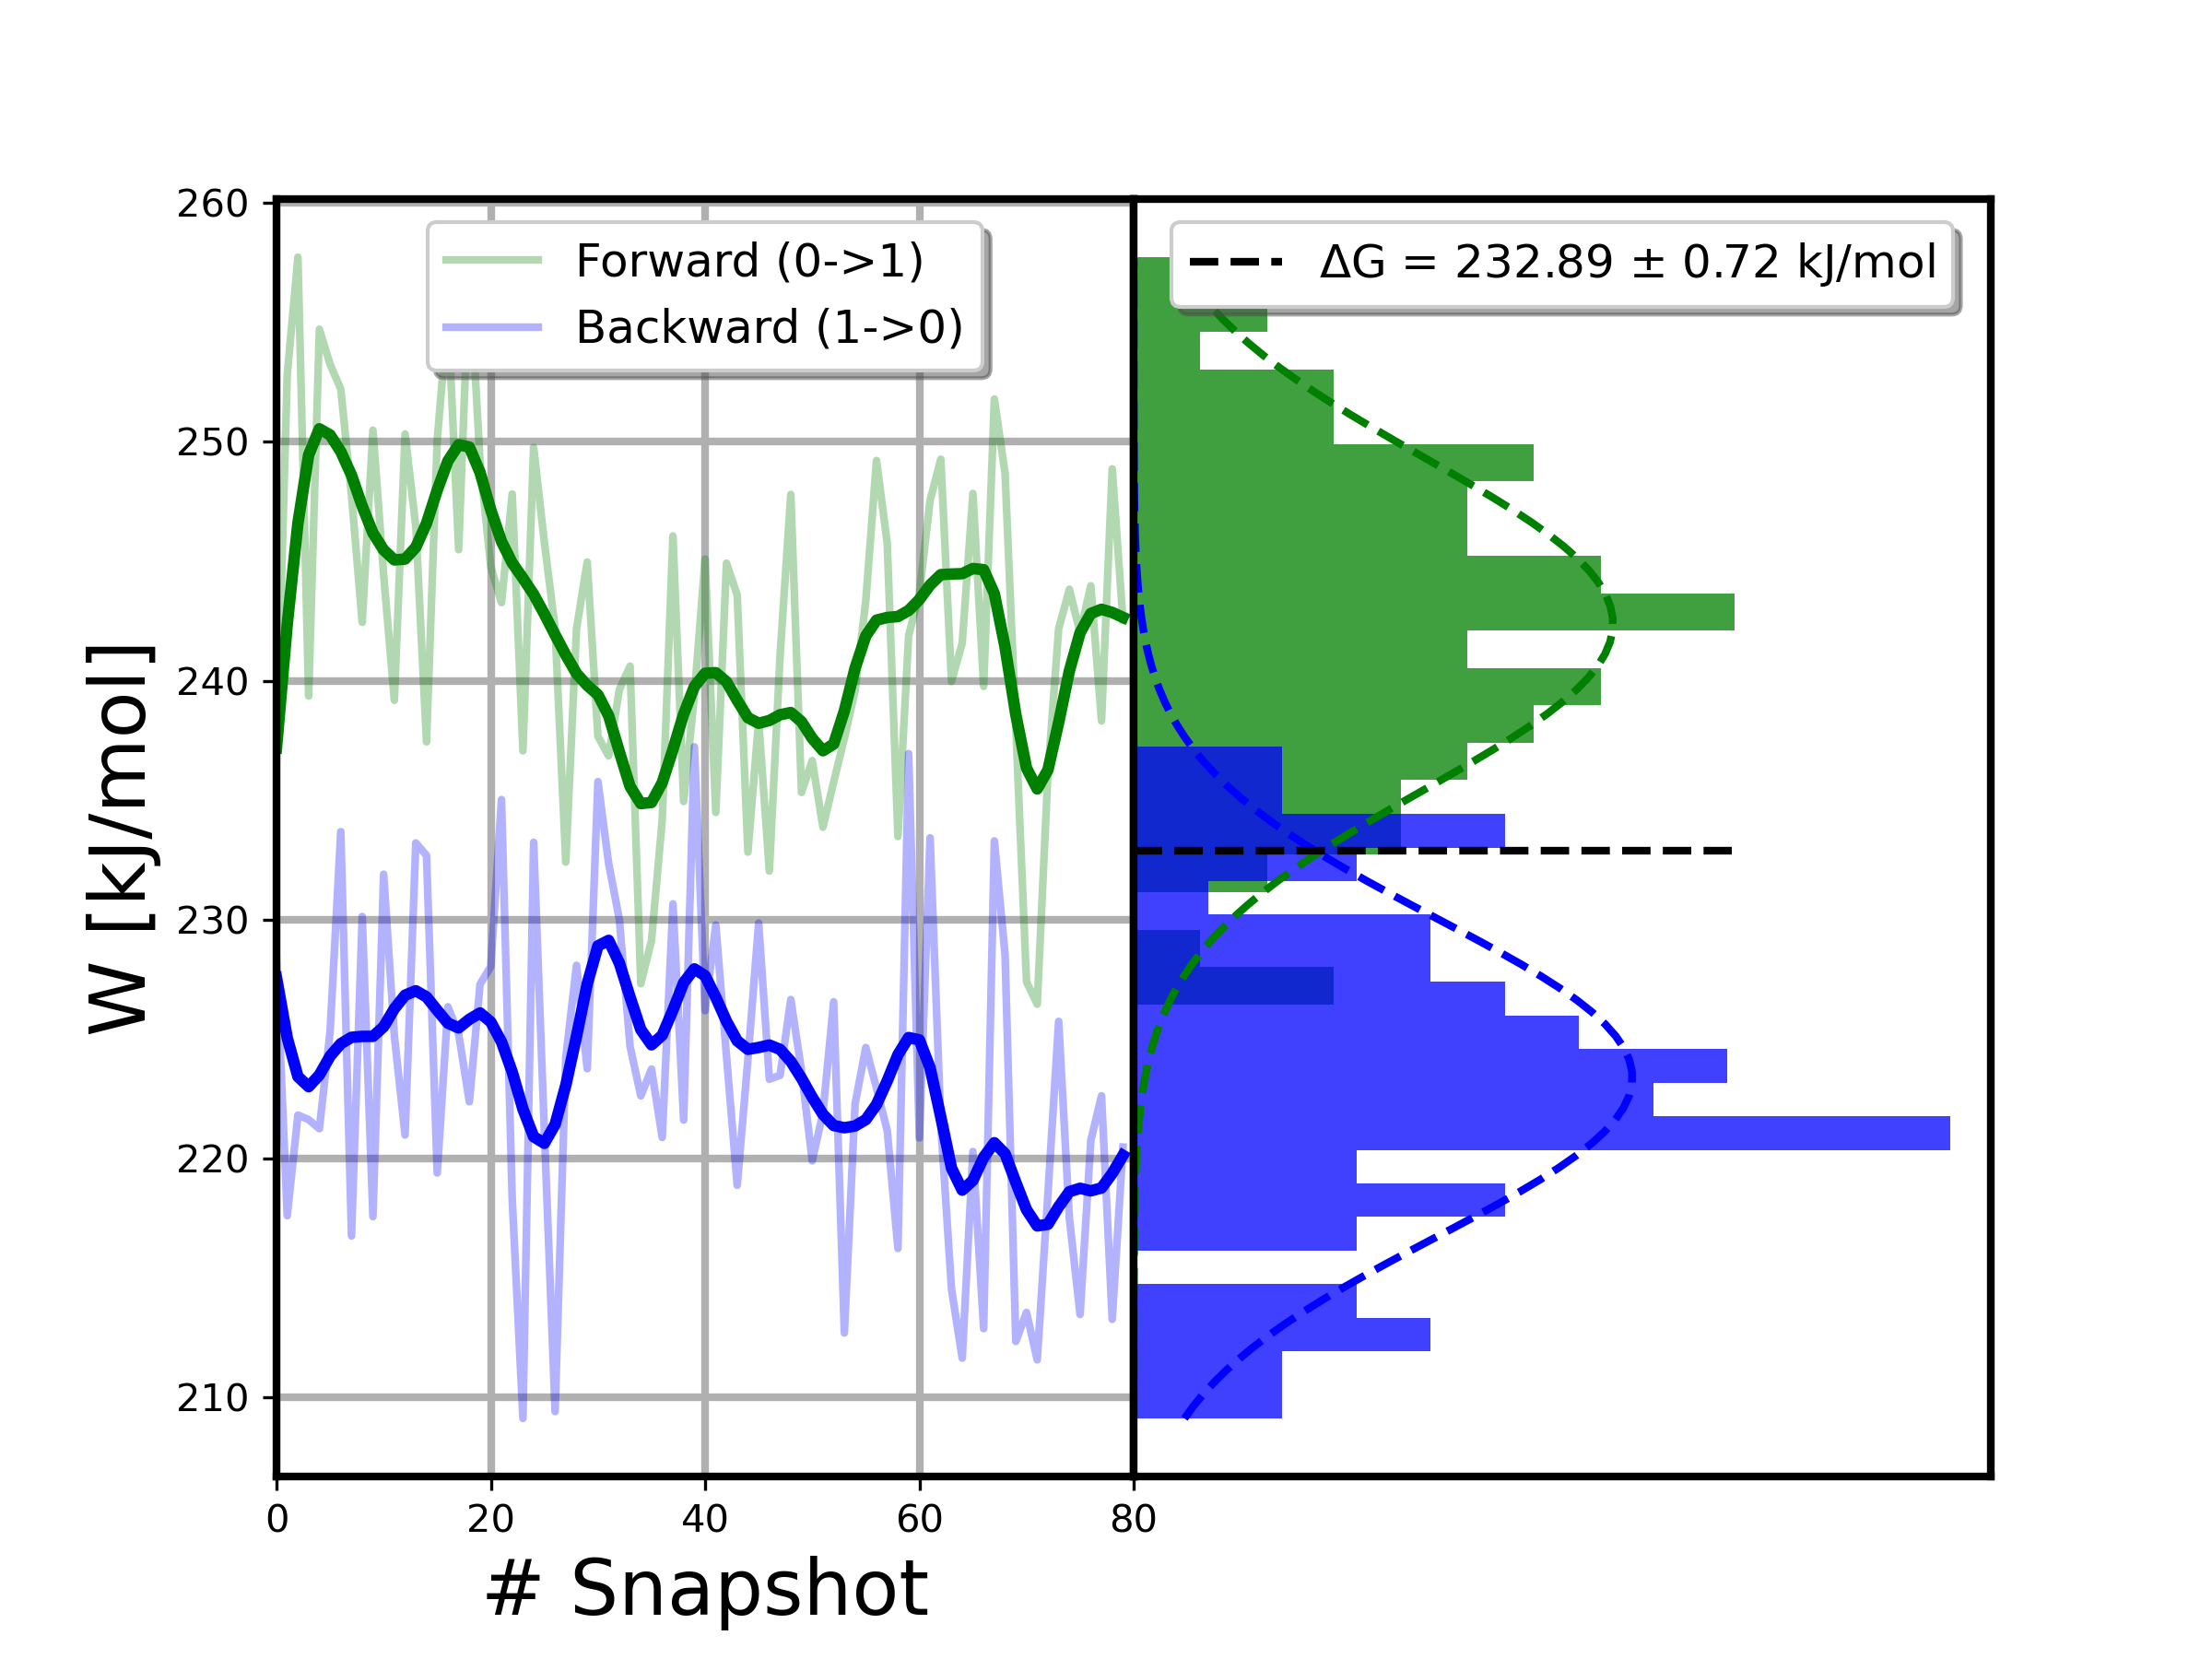 260
250
240
230
220
210
W [kJ/mol]
Forward (0->1)
Backward (1->0)
ΔG = 232.89 ± 0.72 kJ/mol
0
20
40
60
80
# Snapshot